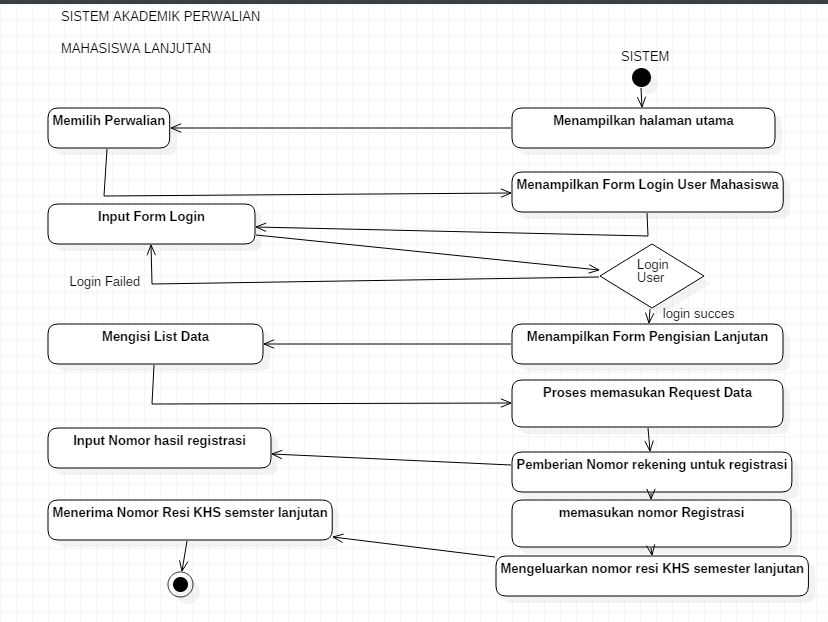 SISTEM AKADEMIK PERWALIAN
MAHASISWA LANJUTAN
SISTEM
Memilih Perwalian
Menampilkan halaman utama
Menampilkan Form Login User Mahasiswa
Input Form Login
Login
User
Login Failed
login succes
Mengisi List Data
Menampilkan Form Pengisian Lanjutan
Proses memasukan Request Data
Input Nomor hasil registrasi
Pemberian Nomor rekening untuk registrasi
Menerima Nomor Resi KHS semster lanjutan
memasukan nomor Registrasi
Mengeluarkan nomor resi KHS semester lanjutan